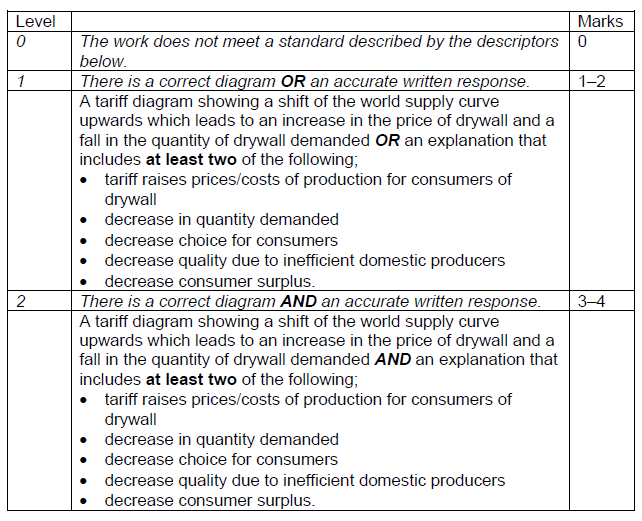 Level Marks
0 The work does not meet a standard described by the descriptors 0
below.
1 There is a correct diagram OR an accurate written response. 1–2
A tariff diagram showing a shift of the world supply curve
upwards which leads to an increase in the price of drywall and a
fall in the quantity of drywall demanded OR an explanation that
includes at least two of the following;
• tariff raises prices/costs of production for consumers of
drywall
• decrease in quantity demanded
• decrease choice for consumers
• decrease quality due to inefficient domestic producers
• decrease consumer surplus.
2 There is a correct diagram AND an accurate written response. 3–4
A tariff diagram showing a shift of the world supply curve
upwards which leads to an increase in the price of drywall and a
fall in the quantity of drywall demanded AND an explanation that
includes at least two of the following;
• tariff raises prices/costs of production for consumers of
drywall
• decrease in quantity demanded
• decrease choice for consumers
• decrease quality due to inefficient domestic producers
• decrease consumer surplus.